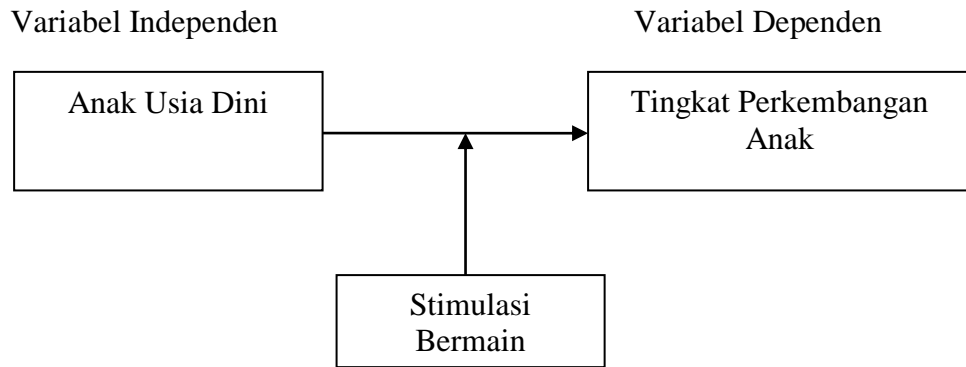 Variabel Independen
Variabel Dependen
Anak Usia Dini
Tingkat Perkembangan
Anak
Stimulasi
Bermain